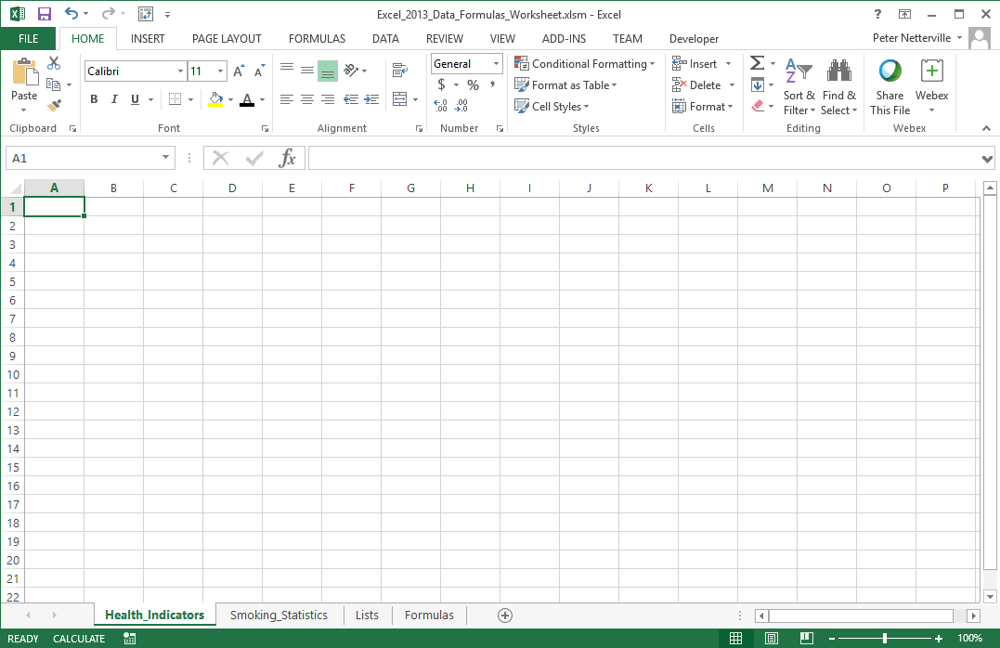 Excel_2013_Data_Formulas_Worksheet.xlsm - Excel ?
FILE HOME INSERT PAGE LAYOUT FORMULAS DATA REVIEW VIEW ADD-INS TEAM Developer Peter Netterville
Calibri 11 General Conditional Formatting Insert
Paste B I U A $ % , Format as Table Delete Sort & Filter Find & Select Share This File Webex
Cell Styles Format
Clipboard Font Alignment Number Styles Cells Editing Webex
A1 fx
A B C D E F G H I J K L M N O P
1
2
3
4
5
6
7
8
9
10
11
12
13
14
15
16
17
18
19
20
21
22
Health_Indicators Smoking_Statistics Lists Formulas
READY CALCULATE 100%